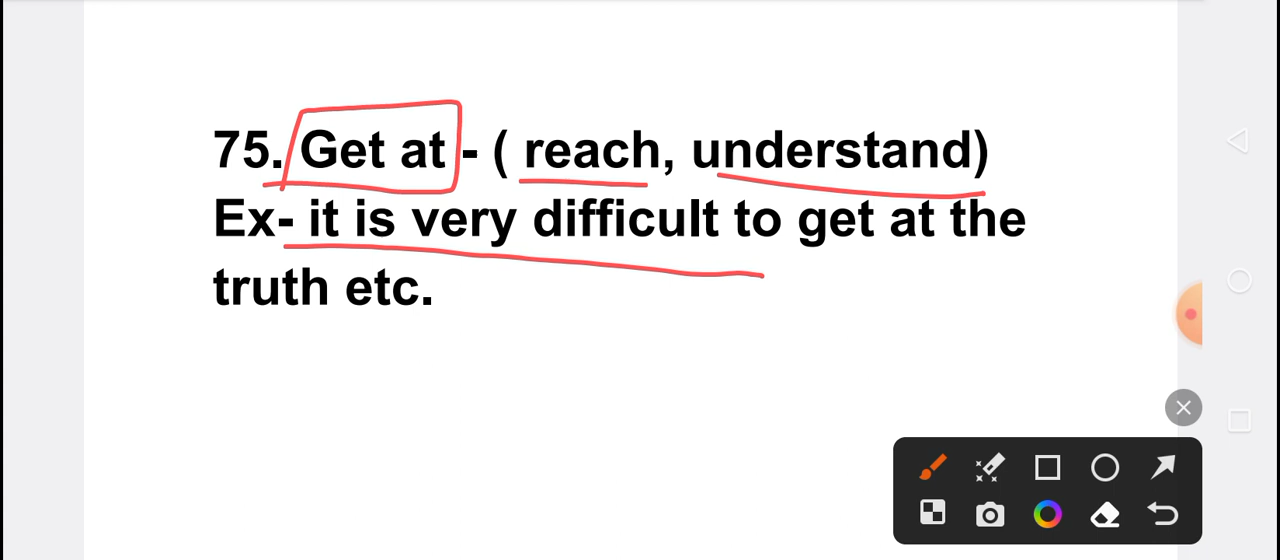 75. Get at - ( reach, understand)
Ex- it is very difficult to get at the
truth etc.